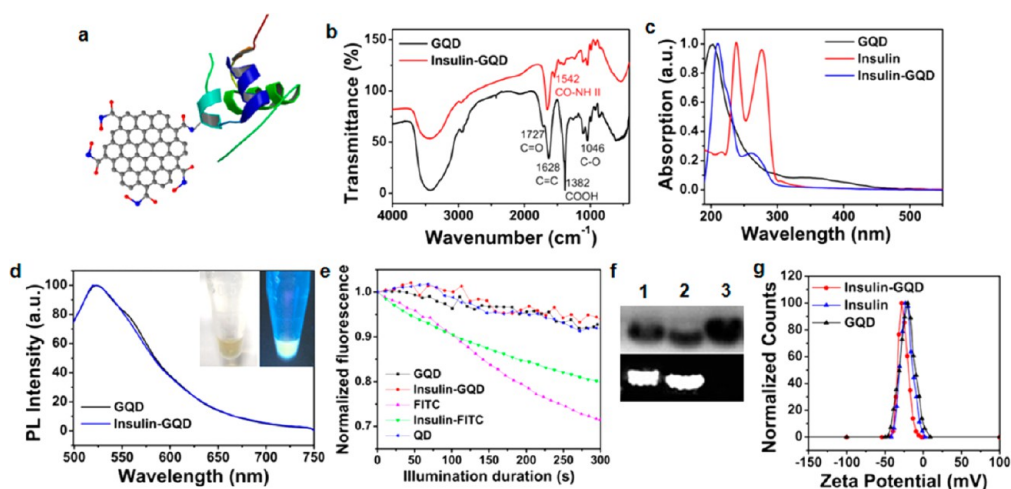 a
b
GQD
Insulin-GQD
Transmittance (%)
150
100
50
0
1542
CO-NH II
1727
C=O
1628
C=C
1382
COOH
1046
C-O
4000
3000
2000
1000
Wavenumber (cm⁻¹)
c
GQD
Insulin
Insulin-GQD
Absorption (a.u.)
1.0
0.8
0.6
0.4
0.2
0.0
200
300
400
500
Wavelength (nm)
d
PL Intensity (a.u.)
100
80
60
40
20
0
GQD
Insulin-GQD
500
550
600
650
700
750
Wavelength (nm)
e
Normalized fluorescence
1.0
0.9
0.8
0.7
GQD
Insulin-GQD
FITC
Insulin-FITC
QD
0
50
100
150
200
250
300
Illumination duration (s)
f
1 2 3
g
Insulin-GQD
Insulin
GQD
Normalized Counts
120
100
80
60
40
20
0
-150
-100
-50
0
50
100
Zeta Potential (mV)